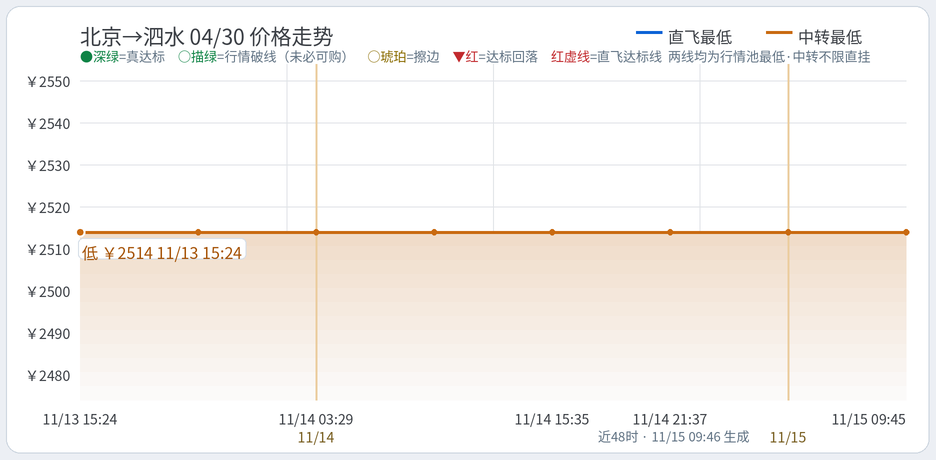 北京→泗水 04/30 价格走势
直飞最低 中转最低
●深绿=真达标 ○描绿=行情破线（未必可购） ○琥珀=擦边 ▼红=达标回落 红虚线=直飞达标线 两线均为行情池最低·中转不限直挂
￥2550
￥2540
￥2530
￥2520
￥2510
￥2500
￥2490
￥2480
低 ￥2514 11/13 15:24
11/13 15:24 11/14 03:29 11/14 15:35 11/14 21:37 11/15 09:45
11/14 近48时 · 11/15 09:46 生成 11/15